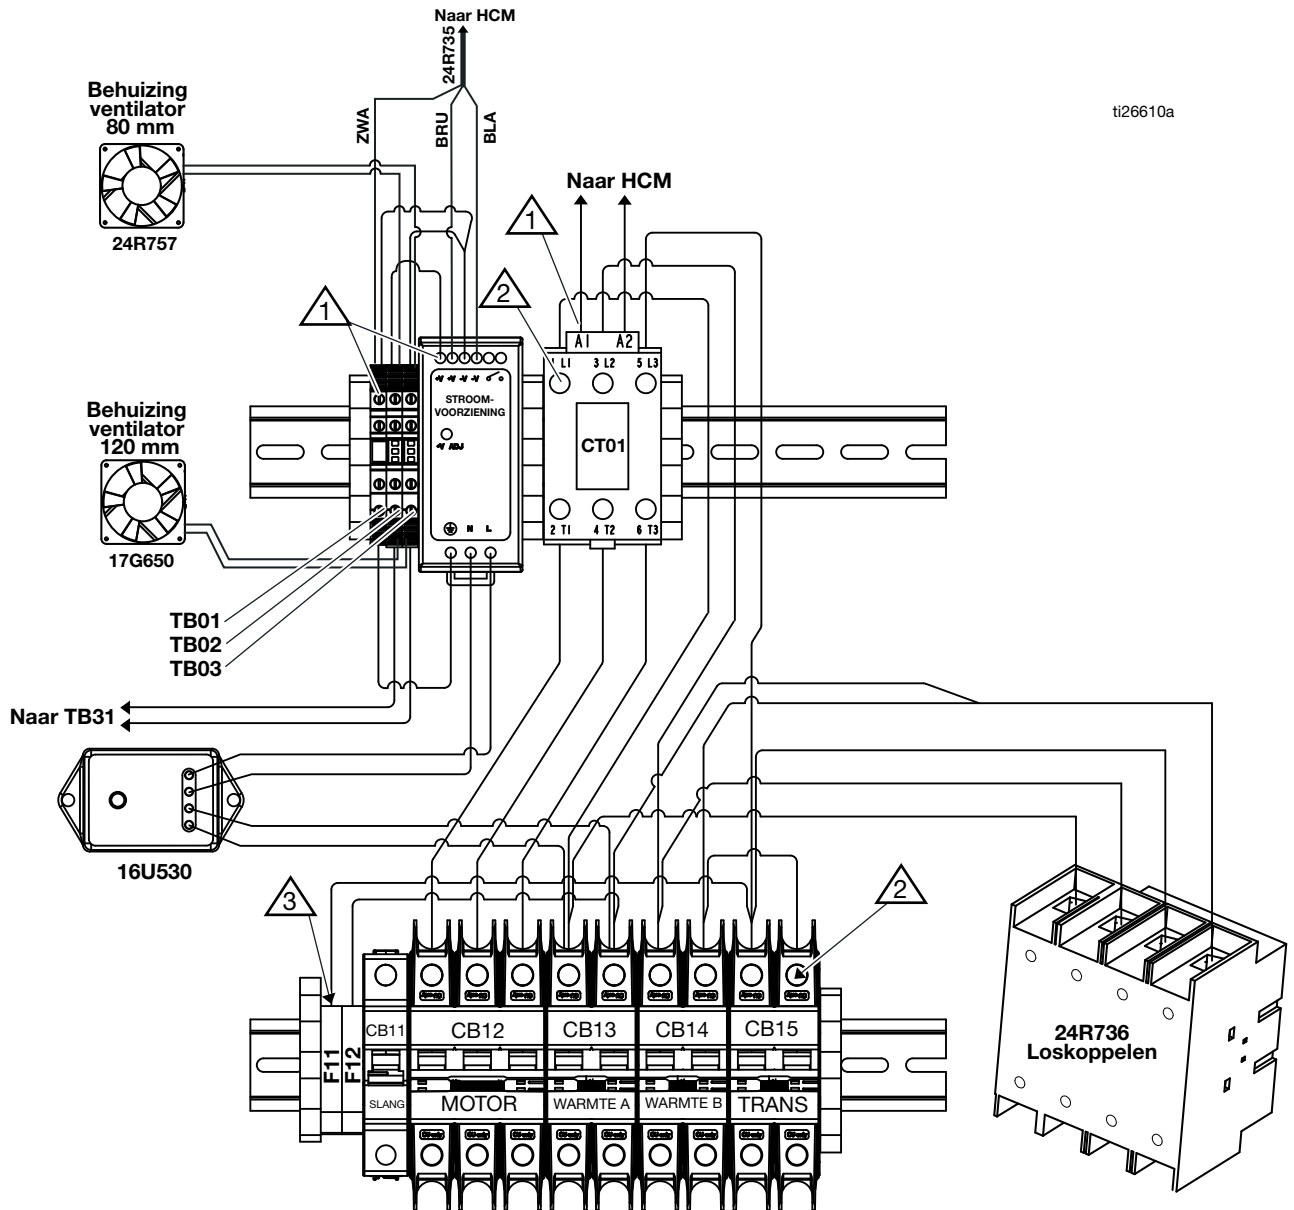 Naar HCM
24R735
ti26610a
Behuizing
ventilator
80 mm
24R757
ZWA
BRU
BLA
Naar HCM
1
1
2
A1 A2
1 L1 3 L2 5 L3
+V +V -V -V
STROOM-
VOORZIENING
+V ADJ
CT01
N L
2 T1 4 T2 6 T3
Behuizing
ventilator
120 mm
17G650
TB01
TB02
TB03
Naar TB31
16U530
3
2
F11
F12
CB11
CB12
CB13
CB14
CB15
SLANG
MOTOR
WARMTE A
WARMTE B
TRANS
24R736
Loskoppelen